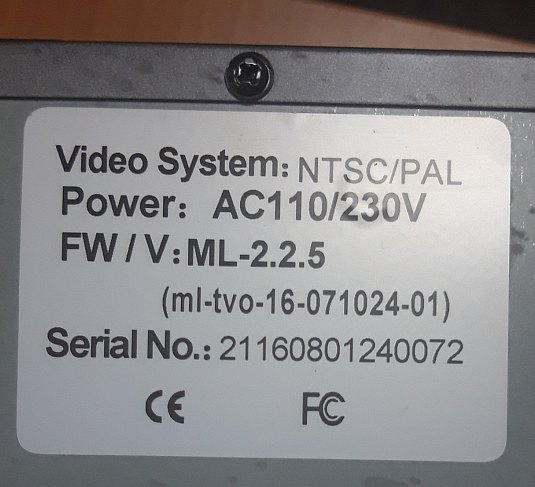 Video System: NTSC/PAL
Power: AC110/230V
FW / V: ML-2.2.5
(ml-tvo-16-071024-01)
Serial No.: 21160801240072
CE FC